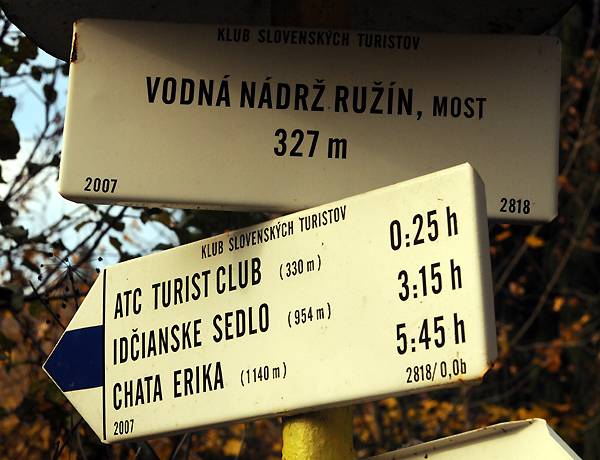 KLUB SLOVENSKÝCH TURISTOV
VODNÁ NÁDRŽ RUŽÍN, MOST
327 m
2007 2818
KLUB SLOVENSKÝCH TURISTOV
ATC TURIST CLUB (330 m) 0:25 h
IDČIANSKE SEDLO (954 m) 3:15 h
CHATA ERIKA (1140 m) 5:45 h
2007 2818/0,0b